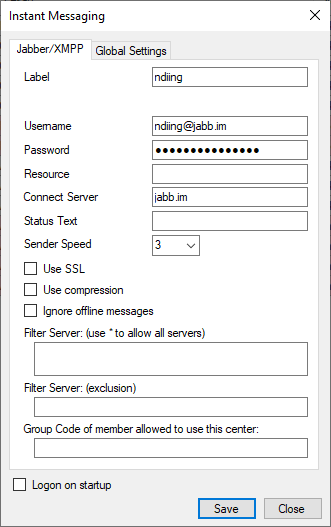 Instant Messaging
Jabber/XMPP Global Settings
Label ndiing
Username ndiing@jabb.im
Password ●●●●●●●●●●●●●●●
Resource
Connect Server jabb.im
Status Text
Sender Speed 3
Use SSL
Use compression
Ignore offline messages
Filter Server: (use * to allow all servers)
Filter Server: (exclusion)
Group Code of member allowed to use this center:
Logon on startup
Save Close